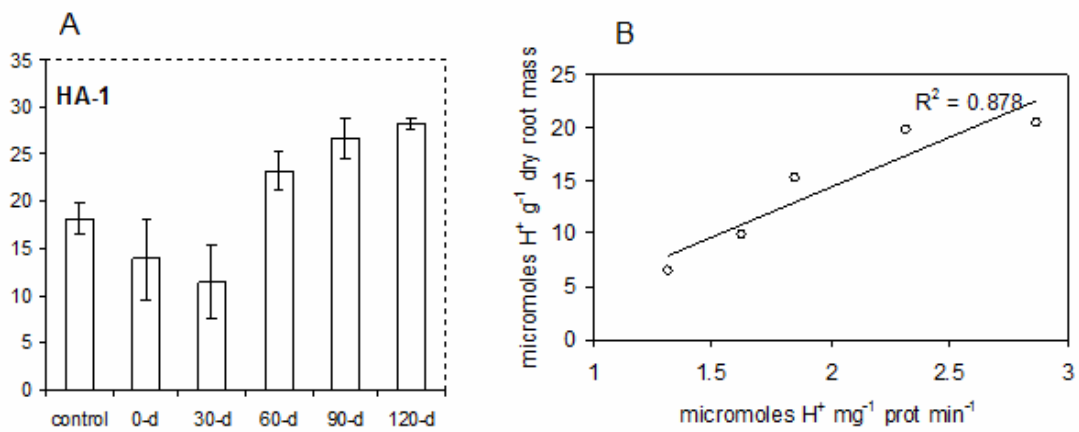 A
35
30
25
20
15
10
5
0
HA-1
control 0-d 30-d 60-d 90-d 120-d
B
micromoles H⁺ g⁻¹ dry root mass
25
20
15
10
5
0
R² = 0.878
1 1.5 2 2.5 3
micromoles H⁺ mg⁻¹ prot min⁻¹